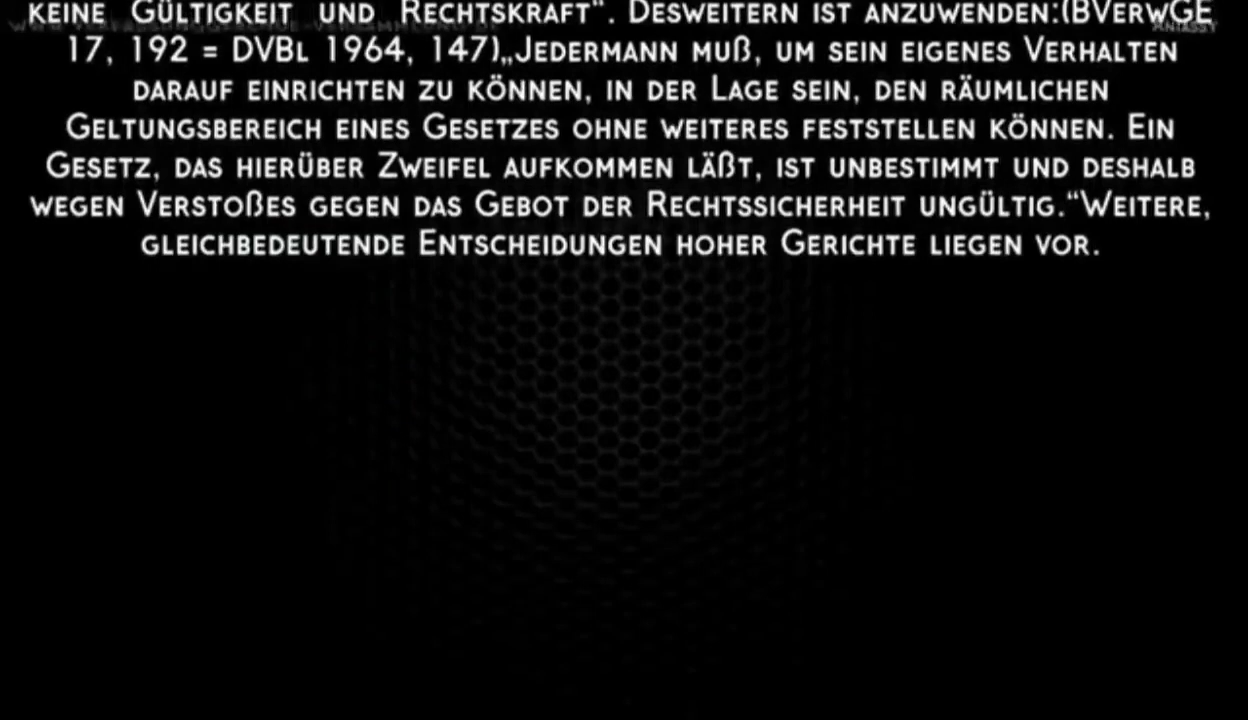 keine Gültigkeit und Rechtskraft". Desweitern ist anzuwenden:(BVerwGE
17, 192 = DVBl 1964, 147)„Jedermann muß, um sein eigenes Verhalten
darauf einrichten zu können, in der Lage sein, den räumlichen
Geltungsbereich eines Gesetzes ohne weiteres feststellen können. Ein
Gesetz, das hierüber Zweifel aufkommen läßt, ist unbestimmt und deshalb
wegen Verstoßes gegen das Gebot der Rechtssicherheit ungültig.“Weitere,
gleichbedeutende Entscheidungen hoher Gerichte liegen vor.